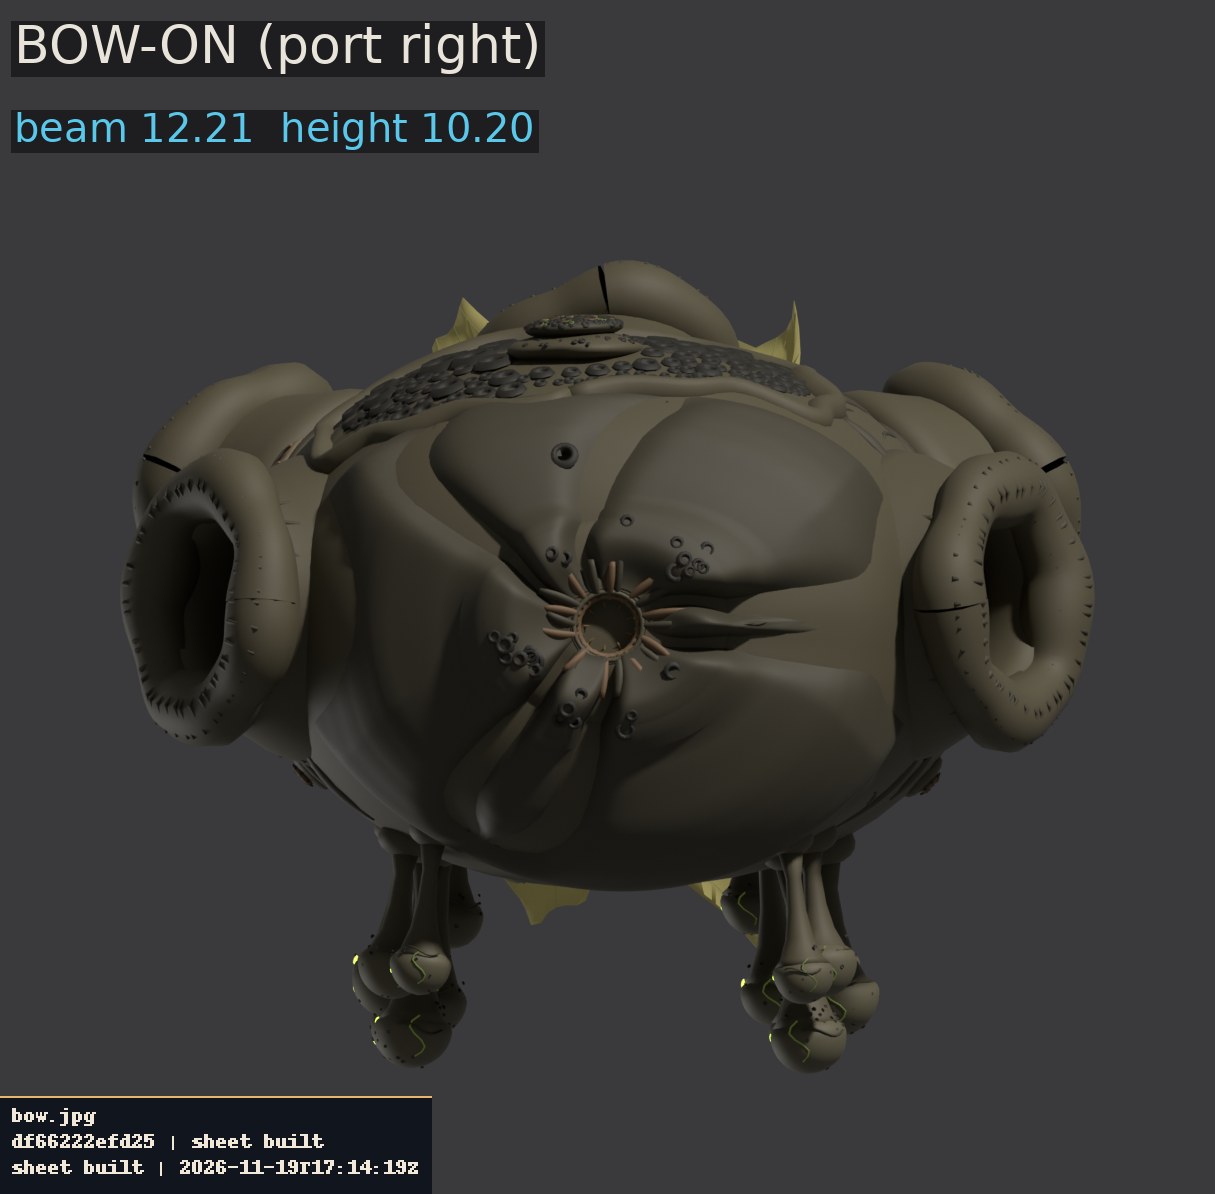 BOW-ON (port right)
beam 12.21  height 10.20
bow.jpg
df66222efd25 | sheet built
sheet built | 2026-11-19T17:14:19Z